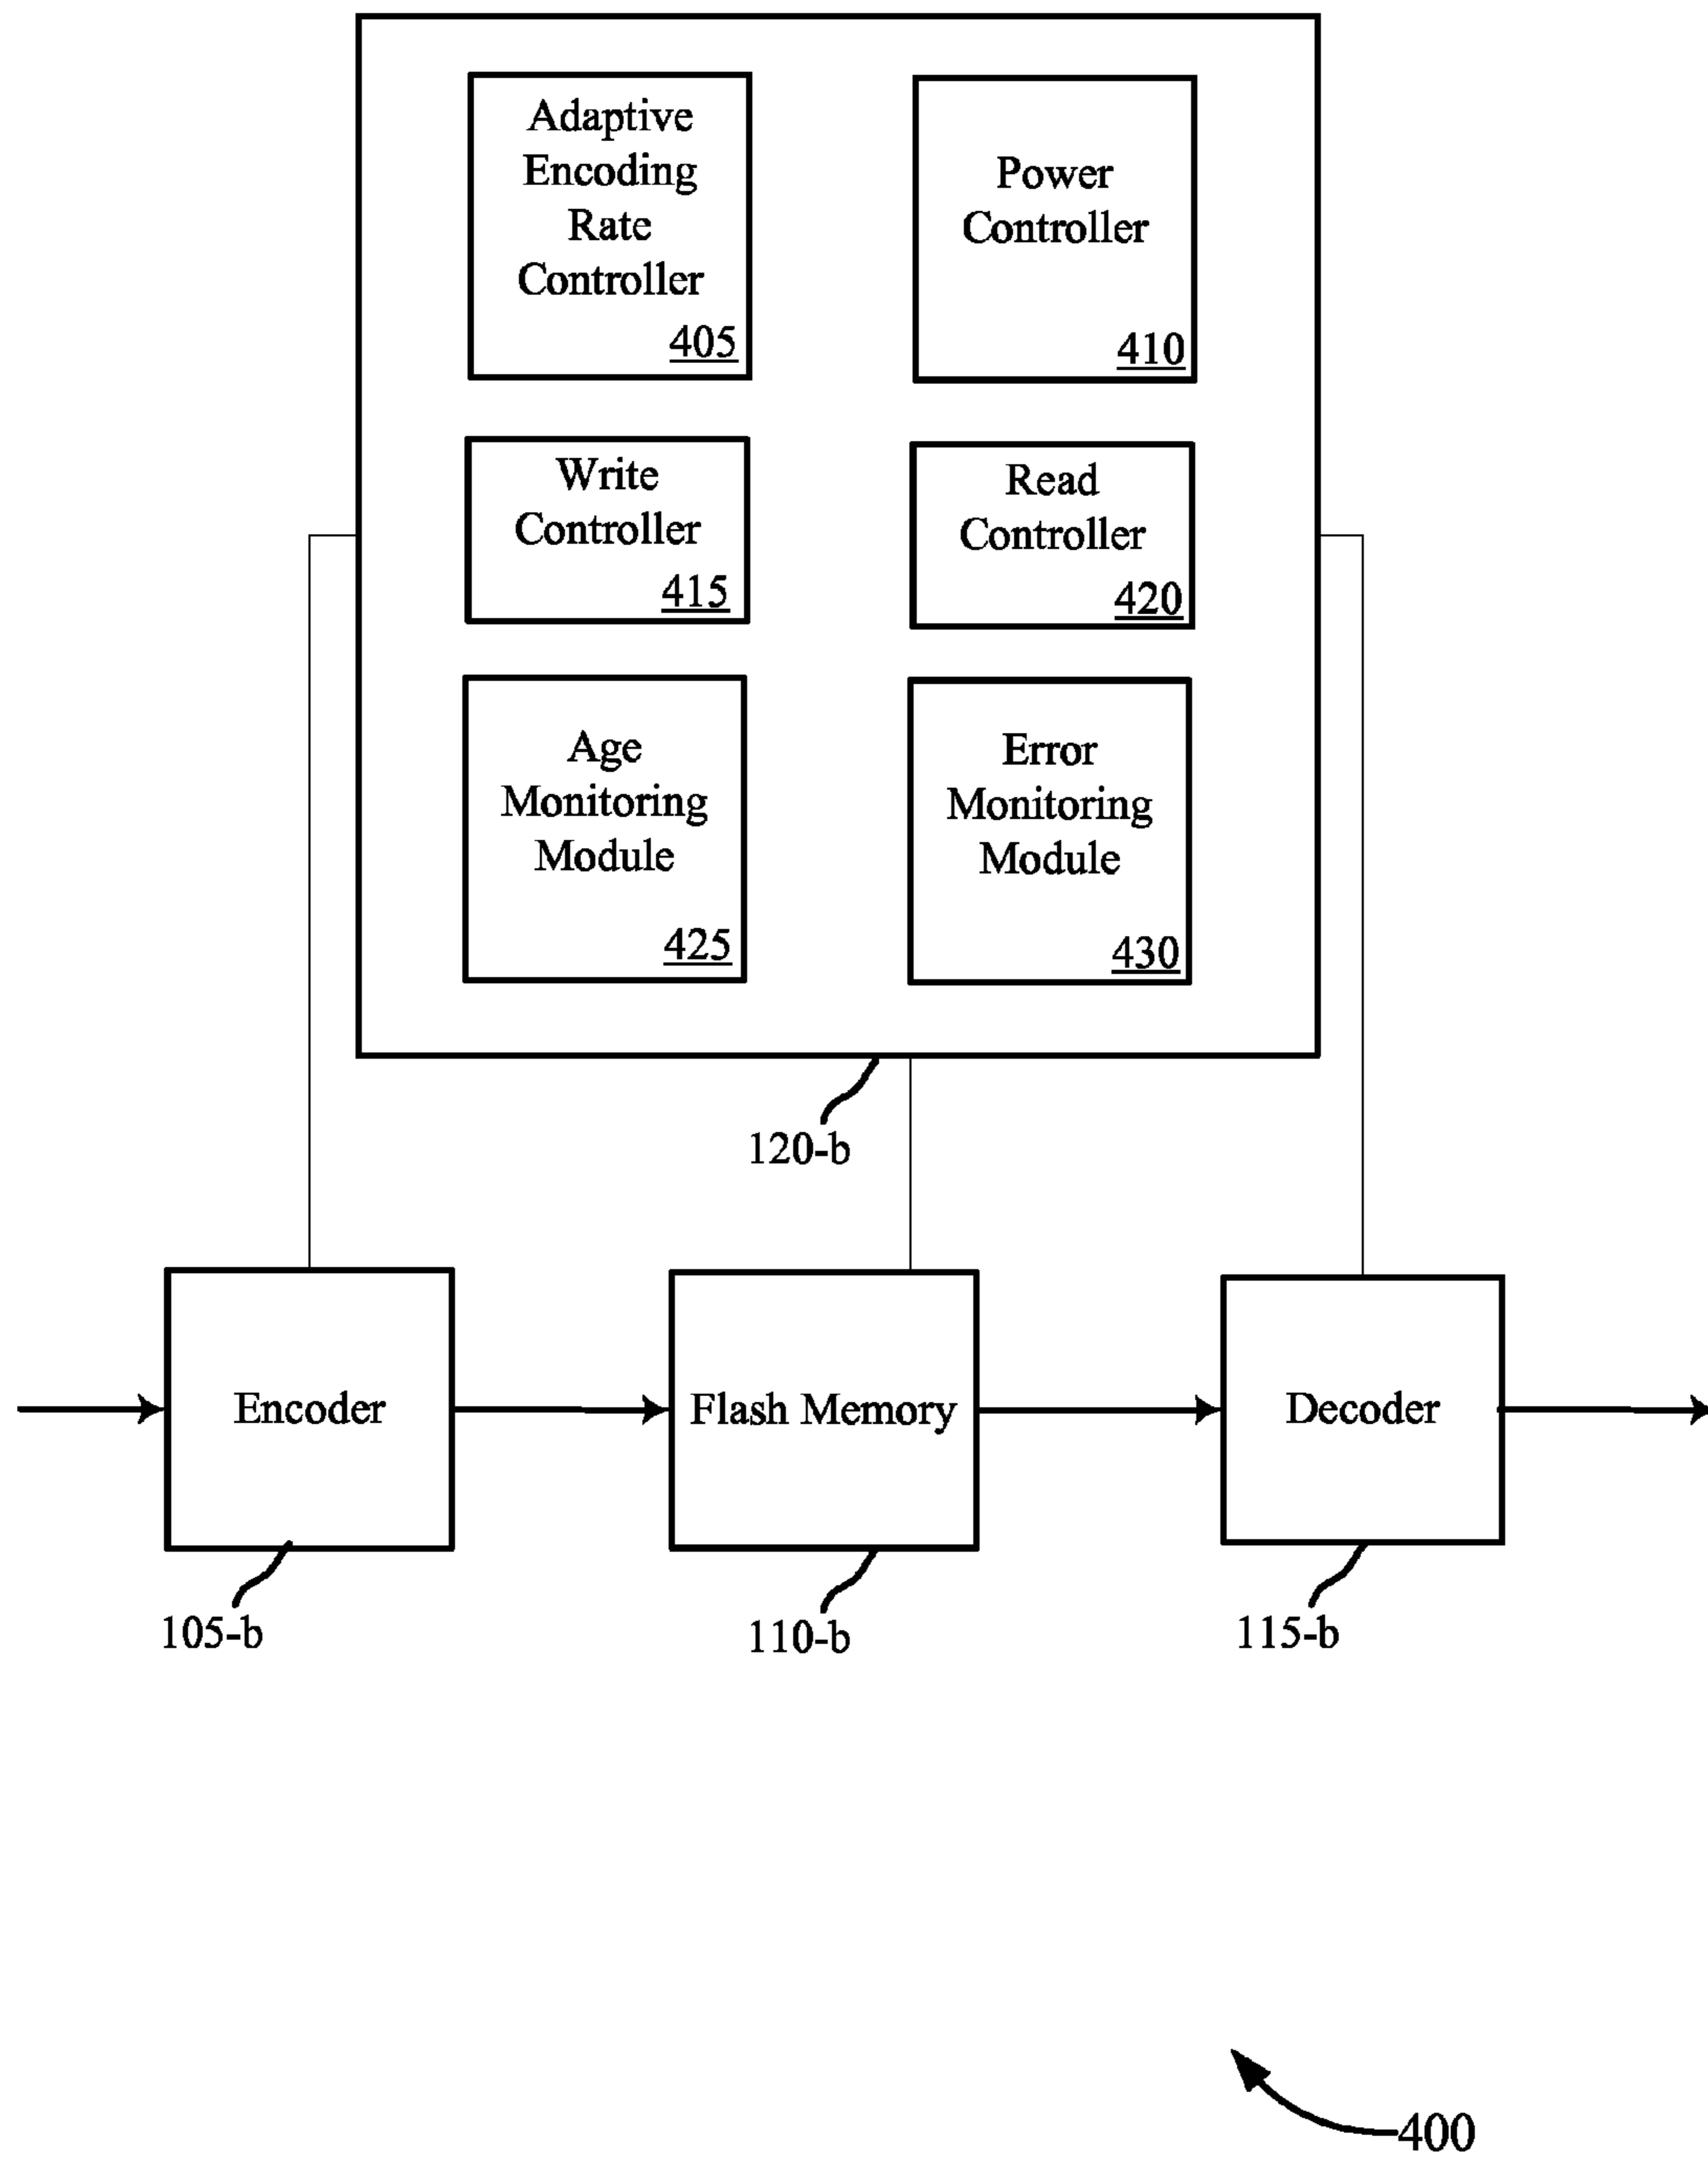 Adaptive
Encoding
Rate
Controller
405
Power
Controller
410
Write
Controller
415
Read
Controller
420
Age
Monitoring
Module
425
Error
Monitoring
Module
430
120-b
Encoder
Flash Memory
Decoder
105-b
110-b
115-b
400